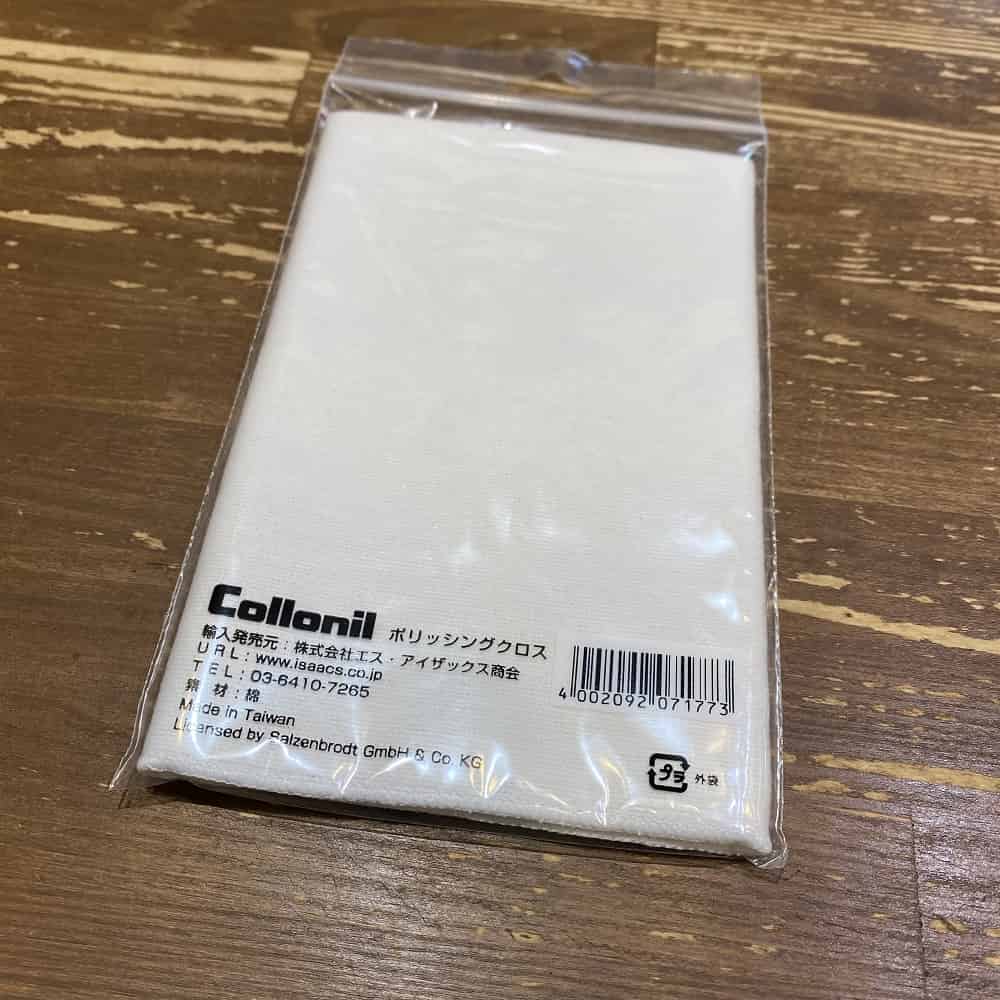 Collonil ポリッシングクロス
輸入発売元：株式会社エス・アイザックス商会
URL：www.isaacs.co.jp
TEL：03-6410-7265
素 材：綿
Made in Taiwan
Licensed by Salzenbrodt GmbH & Co. KG
4 002092 071773
プラ 外袋